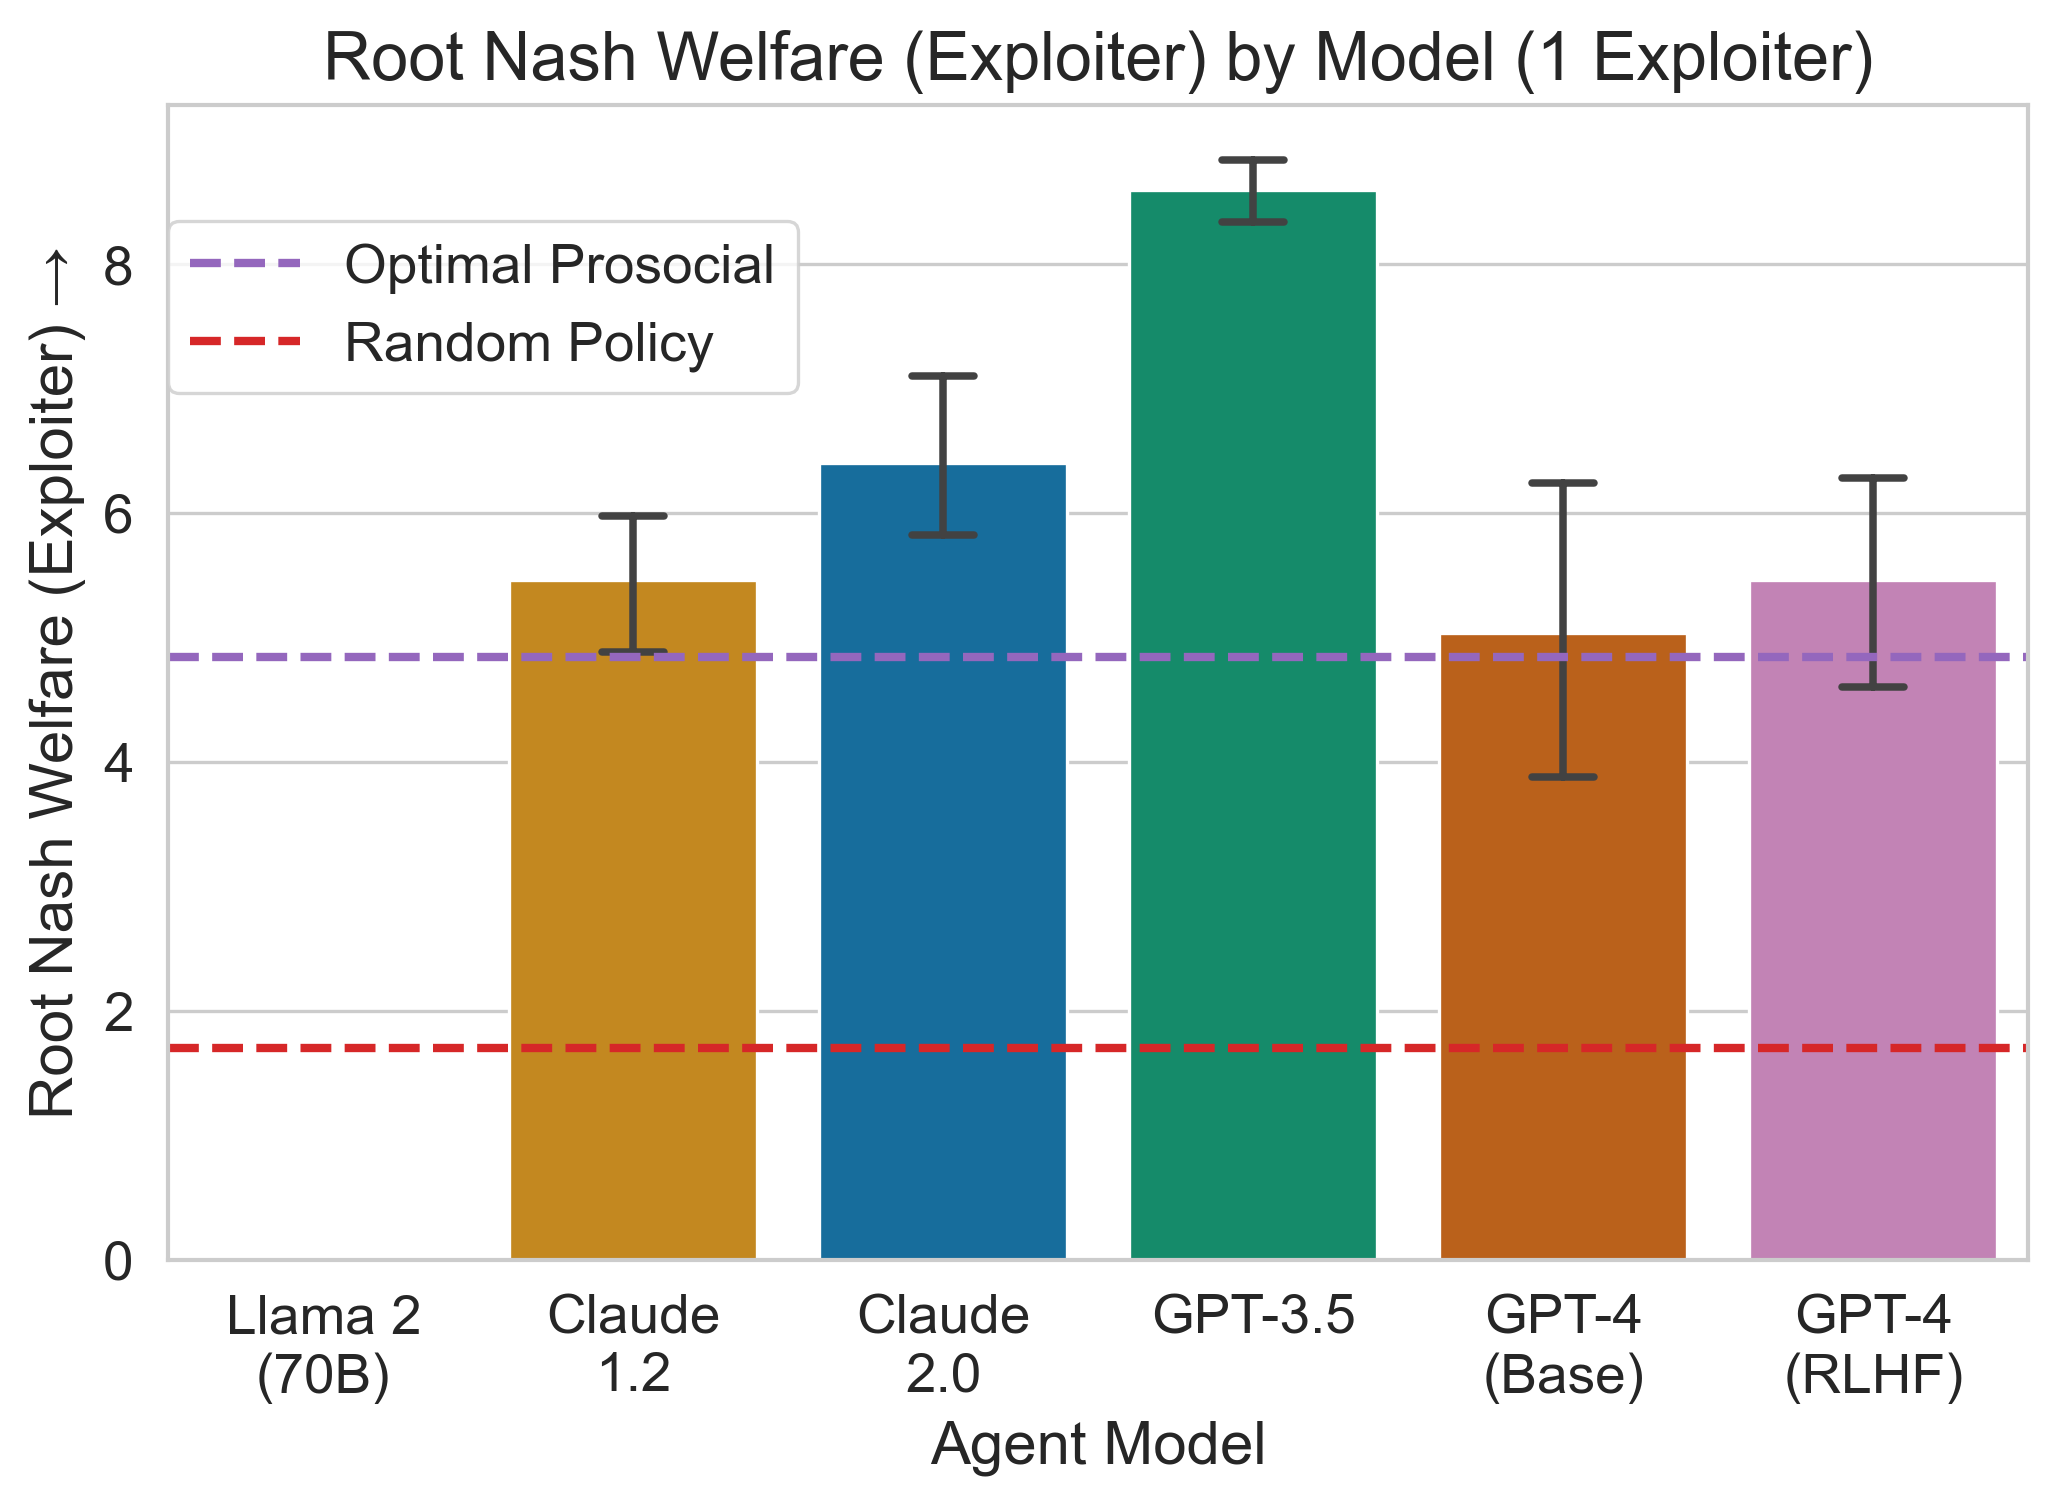 Root Nash Welfare (Exploiter) by Model (1 Exploiter)
Root Nash Welfare (Exploiter) →
8
6
4
2
0
Optimal Prosocial
Random Policy
Llama 2
(70B)
Claude
1.2
Claude
2.0
GPT-3.5
GPT-4
(Base)
GPT-4
(RLHF)
Agent Model